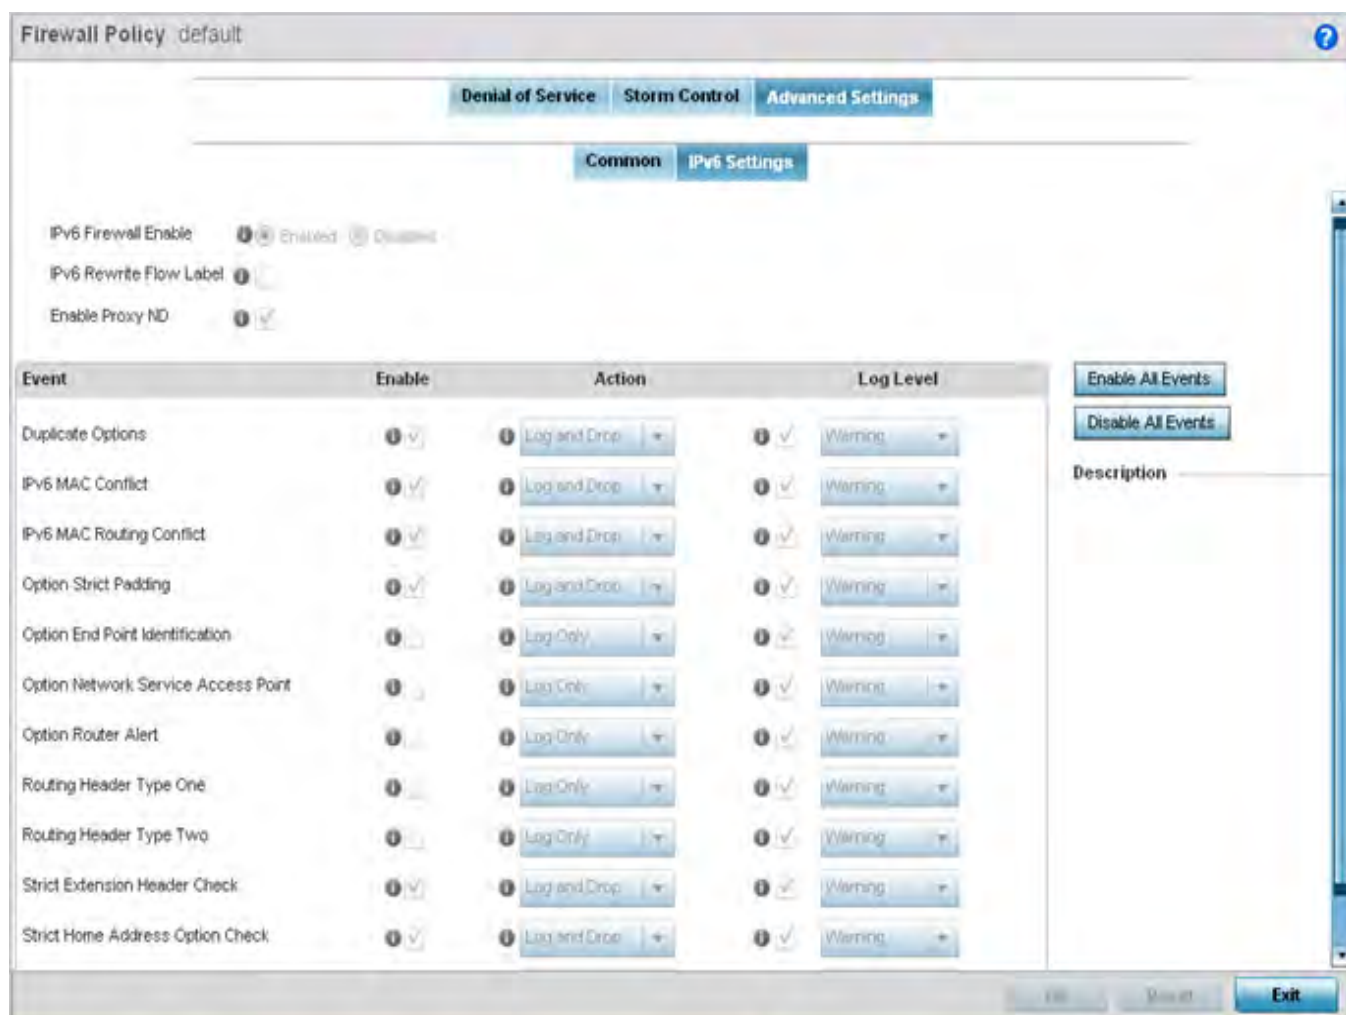 Firewall Policy default
Denial of Service Storm Control Advanced Settings
Common IPv6 Settings
IPv6 Firewall Enable Enabled Disabled
IPv6 Rewrite Flow Label
Enable Proxy ND
Event Enable Action Log Level
Enable All Events
Disable All Events
Description
Duplicate Options Log and Drop Warning
IPv6 MAC Conflict Log and Drop Warning
IPv6 MAC Routing Conflict Log and Drop Warning
Option Strict Padding Log and Drop Warning
Option End Point Identification Log Only Warning
Option Network Service Access Point Log Only Warning
Option Router Alert Log Only Warning
Routing Header Type One Log Only Warning
Routing Header Type Two Log Only Warning
Strict Extension Header Check Log and Drop Warning
Strict Home Address Option Check Log and Drop Warning
Reset Exit